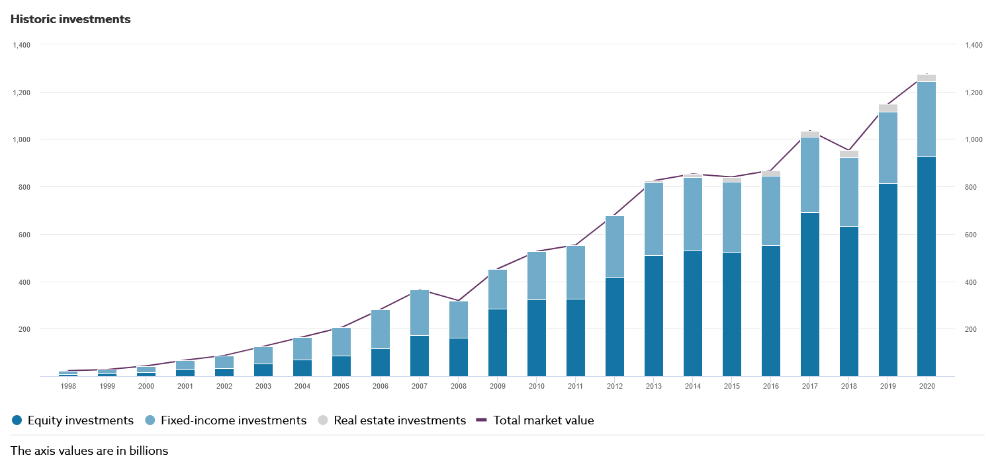 Historic investments
1,400 1,400
1,200 1,200
1,000 1,000
800 800
600 600
400 400
200 200
1998 1999 2000 2001 2002 2003 2004 2005 2006 2007 2008 2009 2010 2011 2012 2013 2014 2015 2016 2017 2018 2019 2020
Equity investments Fixed-income investments Real estate investments Total market value
The axis values are in billions